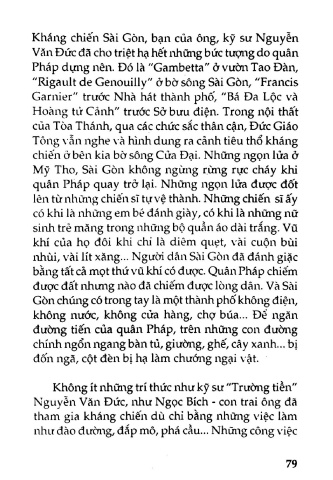 Kháng chiến Sài Gòn, bạn của ông, kỹ sư Nguyễn
Văn Đức đã cho triệt hạ hết những bức tượng do quân
Pháp dựng nên. Đó là “Gambetta” ở vườn Tao Đàn,
“Rigault de Genouilly” ở bờ sông Sài Gòn, “Francis
Garnier” trước Nhà hát thành phố, “Bá Đa Lộc và
Hoàng tử Cảnh” trước Sở bưu điện. Trong nội thất
của Tòa Thánh, qua các chức sắc thân cận, Đức Giáo
Tông vẫn nghe và hình dung ra cảnh tiêu thổ kháng
chiến ở bên kia bờ sông Cửa Đại. Những ngọn lửa ở
Mỹ Tho, Sài Gòn không ngừng rừng rực cháy khi
quân Pháp quay trở lại. Những ngọn lửa được đốt
lên từ những chiến sĩ tự vệ thành. Những chiến sĩ ấy
có khi là những em bé đánh giày, có khi là những nữ
sinh trẻ măng trong những bộ quần áo dài trắng. Vũ
khí của họ đôi khi chỉ là diêm quẹt, vài cuộn bùi
nhùi, vài lít xăng... Người dân Sài Gòn đã đánh giặc
bằng tất cả mọi thứ vũ khí có được. Quân Pháp chiếm
được đất nhưng nào đã chiếm được lòng dân. Và Sài
Gòn chúng có trong tay là một thành phố không điện,
không nước, không cửa hàng, chợ búa... Để ngăn
đường tiến của quân Pháp, trên những con đường
chính ngổn ngang bàn tủ, giường, ghế, cây xanh... bị
đốn ngã, cột đèn bị hạ làm chướng ngại vật.
Không ít những trí thức như kỹ sư “Trường tiền”
Nguyễn Văn Đức, như Ngọc Bích - con trai ông đã
tham gia kháng chiến dù chỉ bằng những việc làm
như đào đường, đắp mô, phá cầu... Những công việc
79